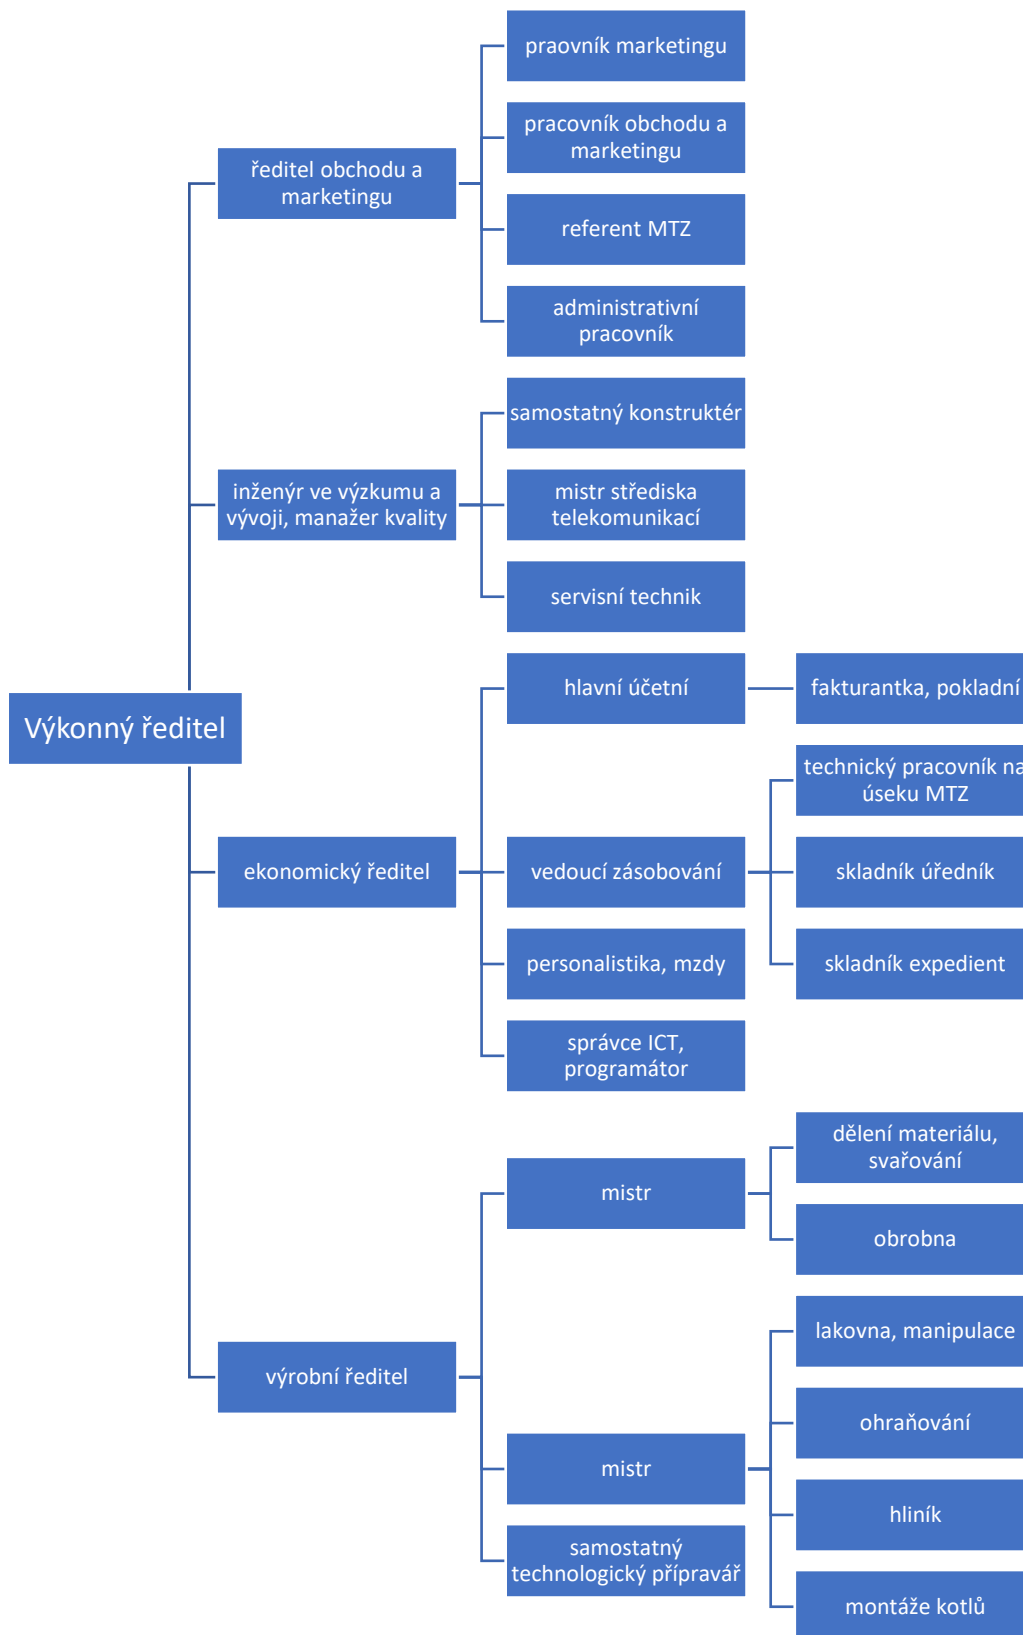 praovník marketingu
pracovník obchodu a
marketingu
ředitel obchodu a
marketingu
referent MTZ
administrativní
pracovník
samostatný konstruktér
inženýr ve výzkumu a
vývoji, manažer kvality
mistr střediska
telekomunikací
servisní technik
hlavní účetní
fakturantka, pokladní
Výkonný ředitel
technický pracovník na
úseku MTZ
ekonomický ředitel
vedoucí zásobování
skladník úředník
personalistika, mzdy
skladník expedient
správce ICT,
programátor
dělení materiálu,
svařování
mistr
obrobna
lakovna, manipulace
výrobní ředitel
ohraňování
mistr
hliník
samostatný
technologický přípravář
montáže kotlů